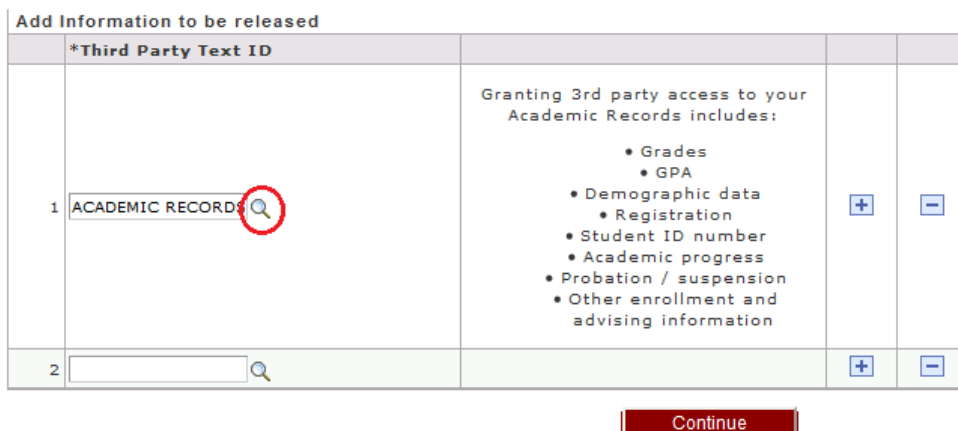 Add Information to be released
*Third Party Text ID
Granting 3rd party access to your
Academic Records includes:
• Grades
• GPA
• Demographic data
• Registration
• Student ID number
• Academic progress
• Probation / suspension
• Other enrollment and
advising information
1 ACADEMIC RECORDS
2
Continue